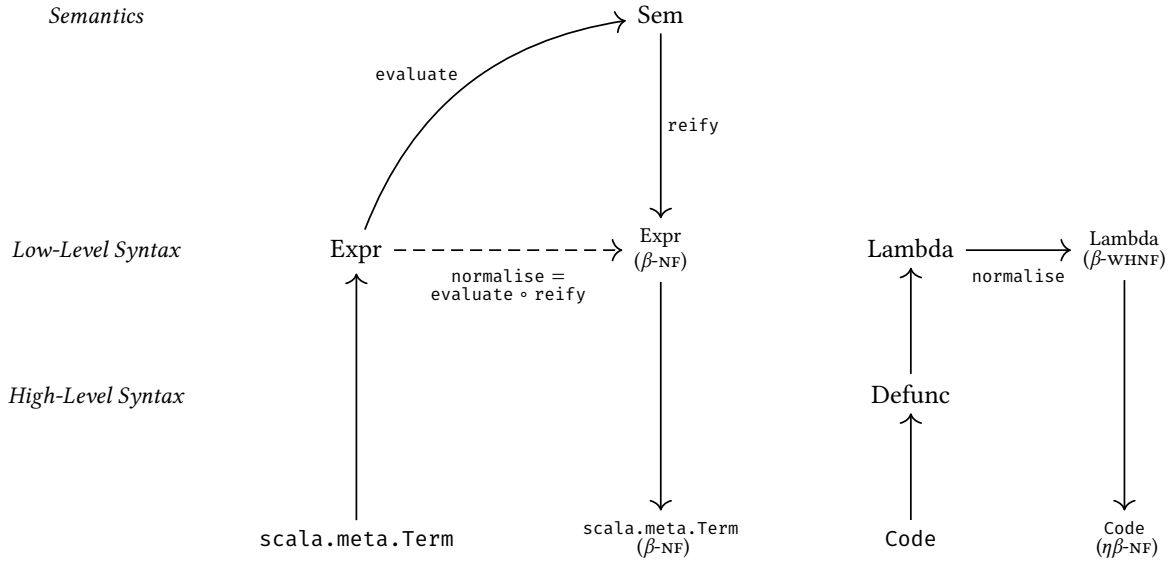 Semantics
Sem
evaluate
reify
Low-Level Syntax
Expr
Expr
(β-NF)
Lambda
Lambda
(β-WHNF)
normalise =
evaluate ∘ reify
normalise
High-Level Syntax
Defunc
scala.meta.Term
scala.meta.Term
(β-NF)
Code
Code
(ηβ-NF)